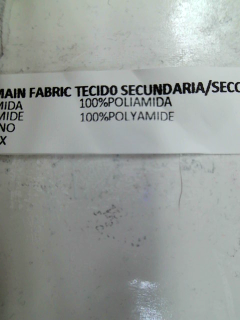 MAIN FABRIC TECIDO SECUNDARIA/SECO
MIDA 100%POLIAMIDA
MIDE 100%POLYAMIDE
NO
X